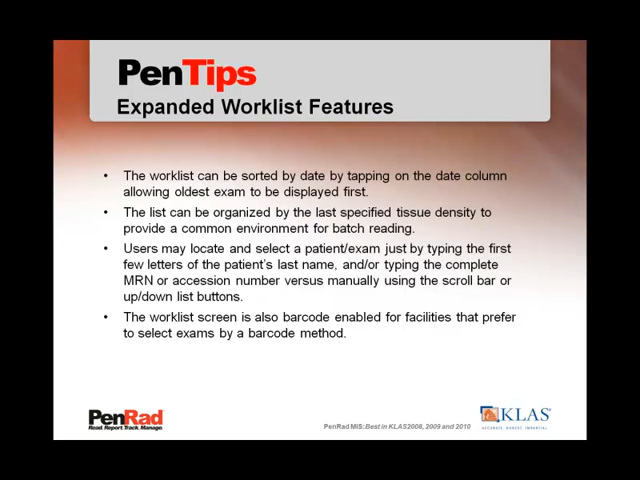 PenTips
Expanded Worklist Features
• The worklist can be sorted by date by tapping on the date column
allowing oldest exam to be displayed first.
• The list can be organized by the last specified tissue density to
provide a common environment for batch reading.
• Users may locate and select a patient/exam just by typing the first
few letters of the patient's last name, and/or typing the complete
MRN or accession number versus manually using the scroll bar or
up/down list buttons.
• The worklist screen is also barcode enabled for facilities that prefer
to select exams by a barcode method.
PenRad
Read.Report.Track.Manage.
PenRad MIS:Best in KLAS2008, 2009 and 2010
KLAS
ACCURATE, HONEST, IMPARTIAL